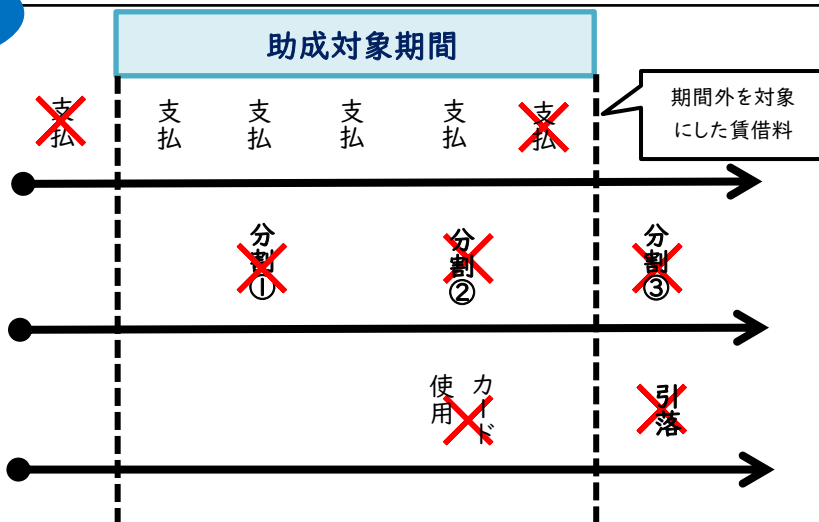 助成対象期間
支払
支払
支払
支払
支払
支払
期間外を対象
にした賃借料
分割①
分割②
分割③
カード
使用
引落